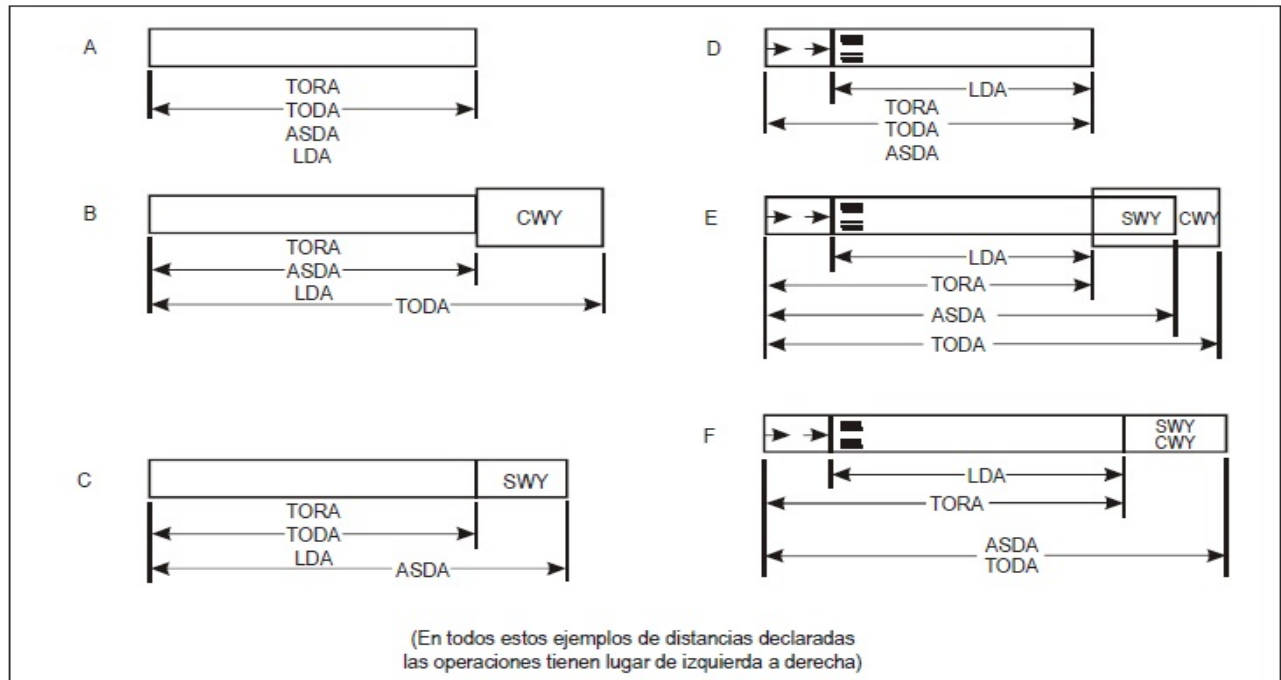 A
TORA
TODA
ASDA
LDA
B
CWY
TORA
ASDA
LDA
TODA
C
SWY
TORA
TODA
LDA
ASDA
D
LDA
TORA
TODA
ASDA
E
SWY
CWY
LDA
TORA
ASDA
TODA
F
SWY
CWY
LDA
TORA
ASDA
TODA
(En todos estos ejemplos de distancias declaradas
las operaciones tienen lugar de izquierda a derecha)